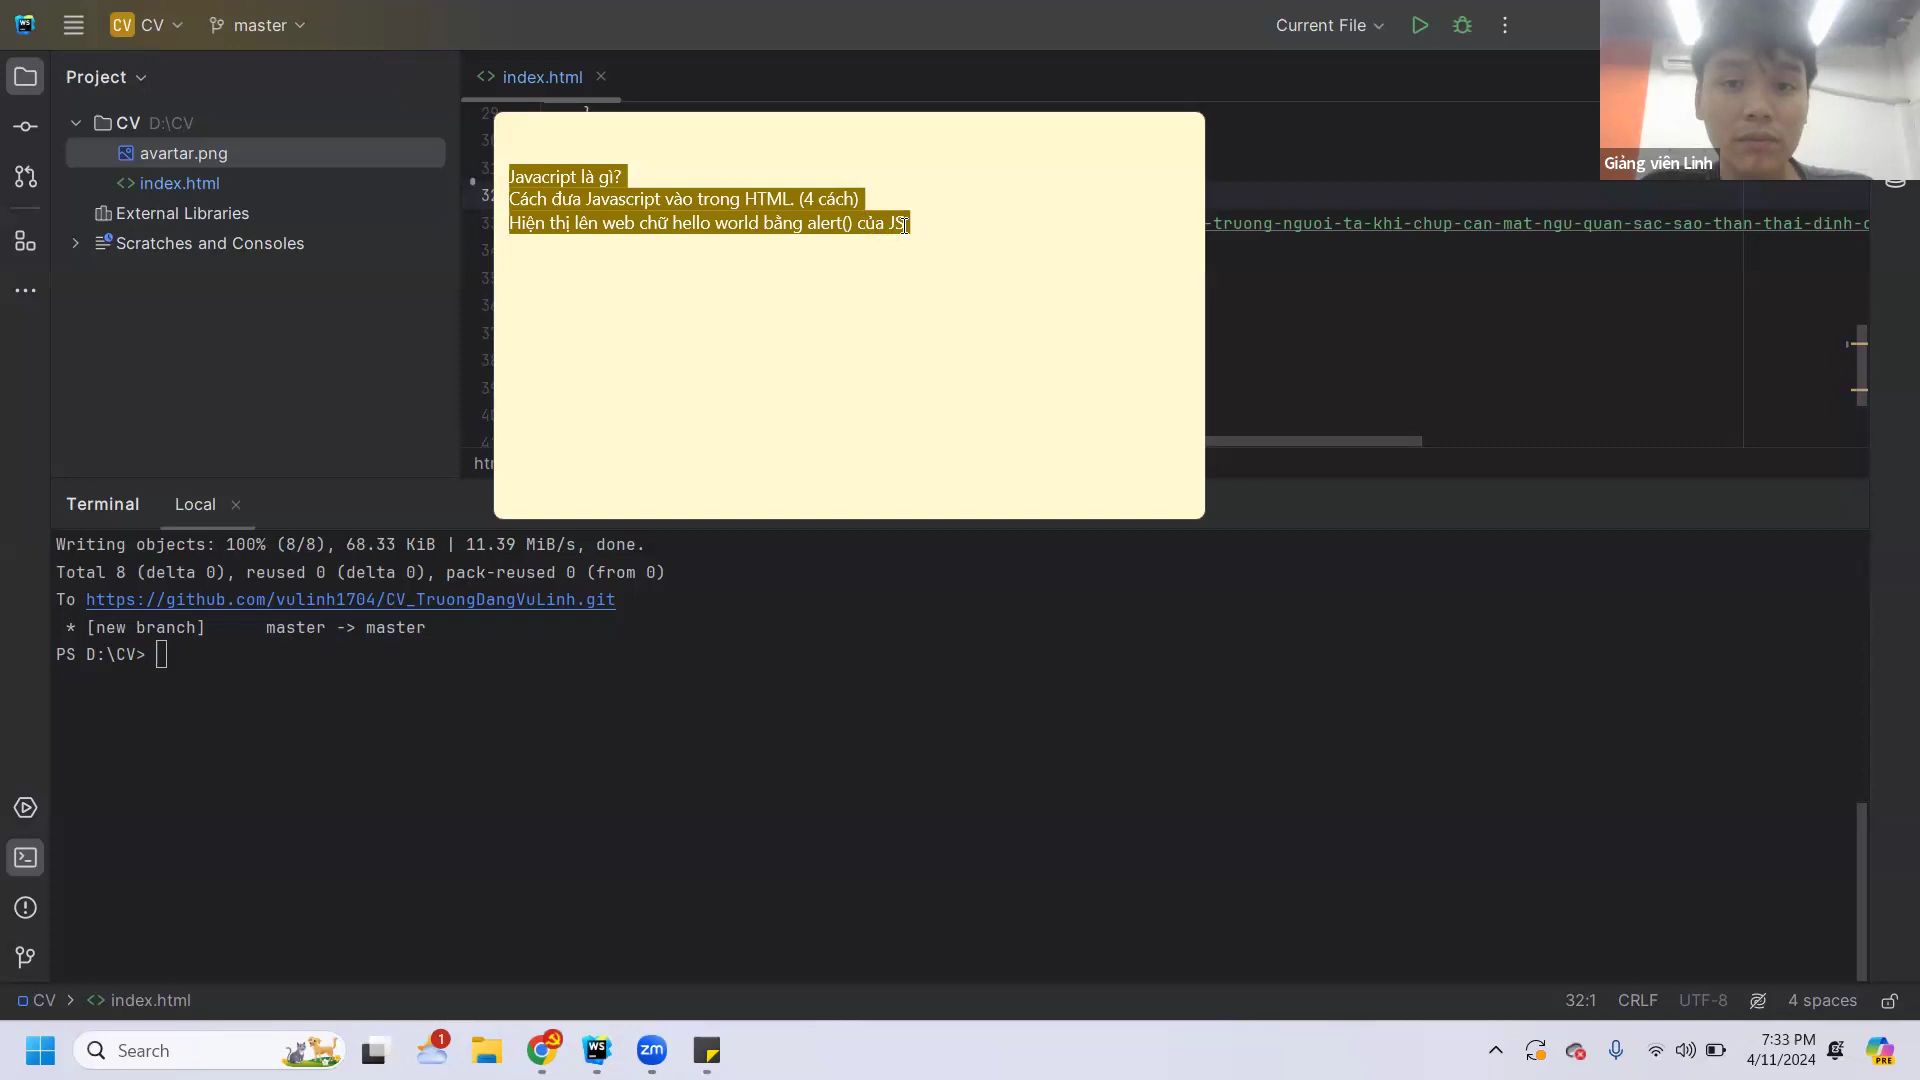 CV CV master Current File
Project index.html
Giảng viên Linh
CV D:\CV
avartar.png
index.html
External Libraries
Scratches and Consoles
Javacript là gì?
Cách đưa Javascript vào trong HTML. (4 cách)
Hiện thị lên web chữ hello world bằng alert() của JS
-truong-nguoi-ta-khi-chup-can-mat-ngu-quan-sac-sao-than-thai-dinh-
Terminal Local
Writing objects: 100% (8/8), 68.33 KiB | 11.39 MiB/s, done.
Total 8 (delta 0), reused 0 (delta 0), pack-reused 0 (from 0)
To https://github.com/vulinh1704/CV_TruongDangVuLinh.git
* [new branch] master -> master
PS D:\CV>
CV > index.html 32:1 CRLF UTF-8 4 spaces
Search 1 zm 7:33 PM
4/11/2024
PRE